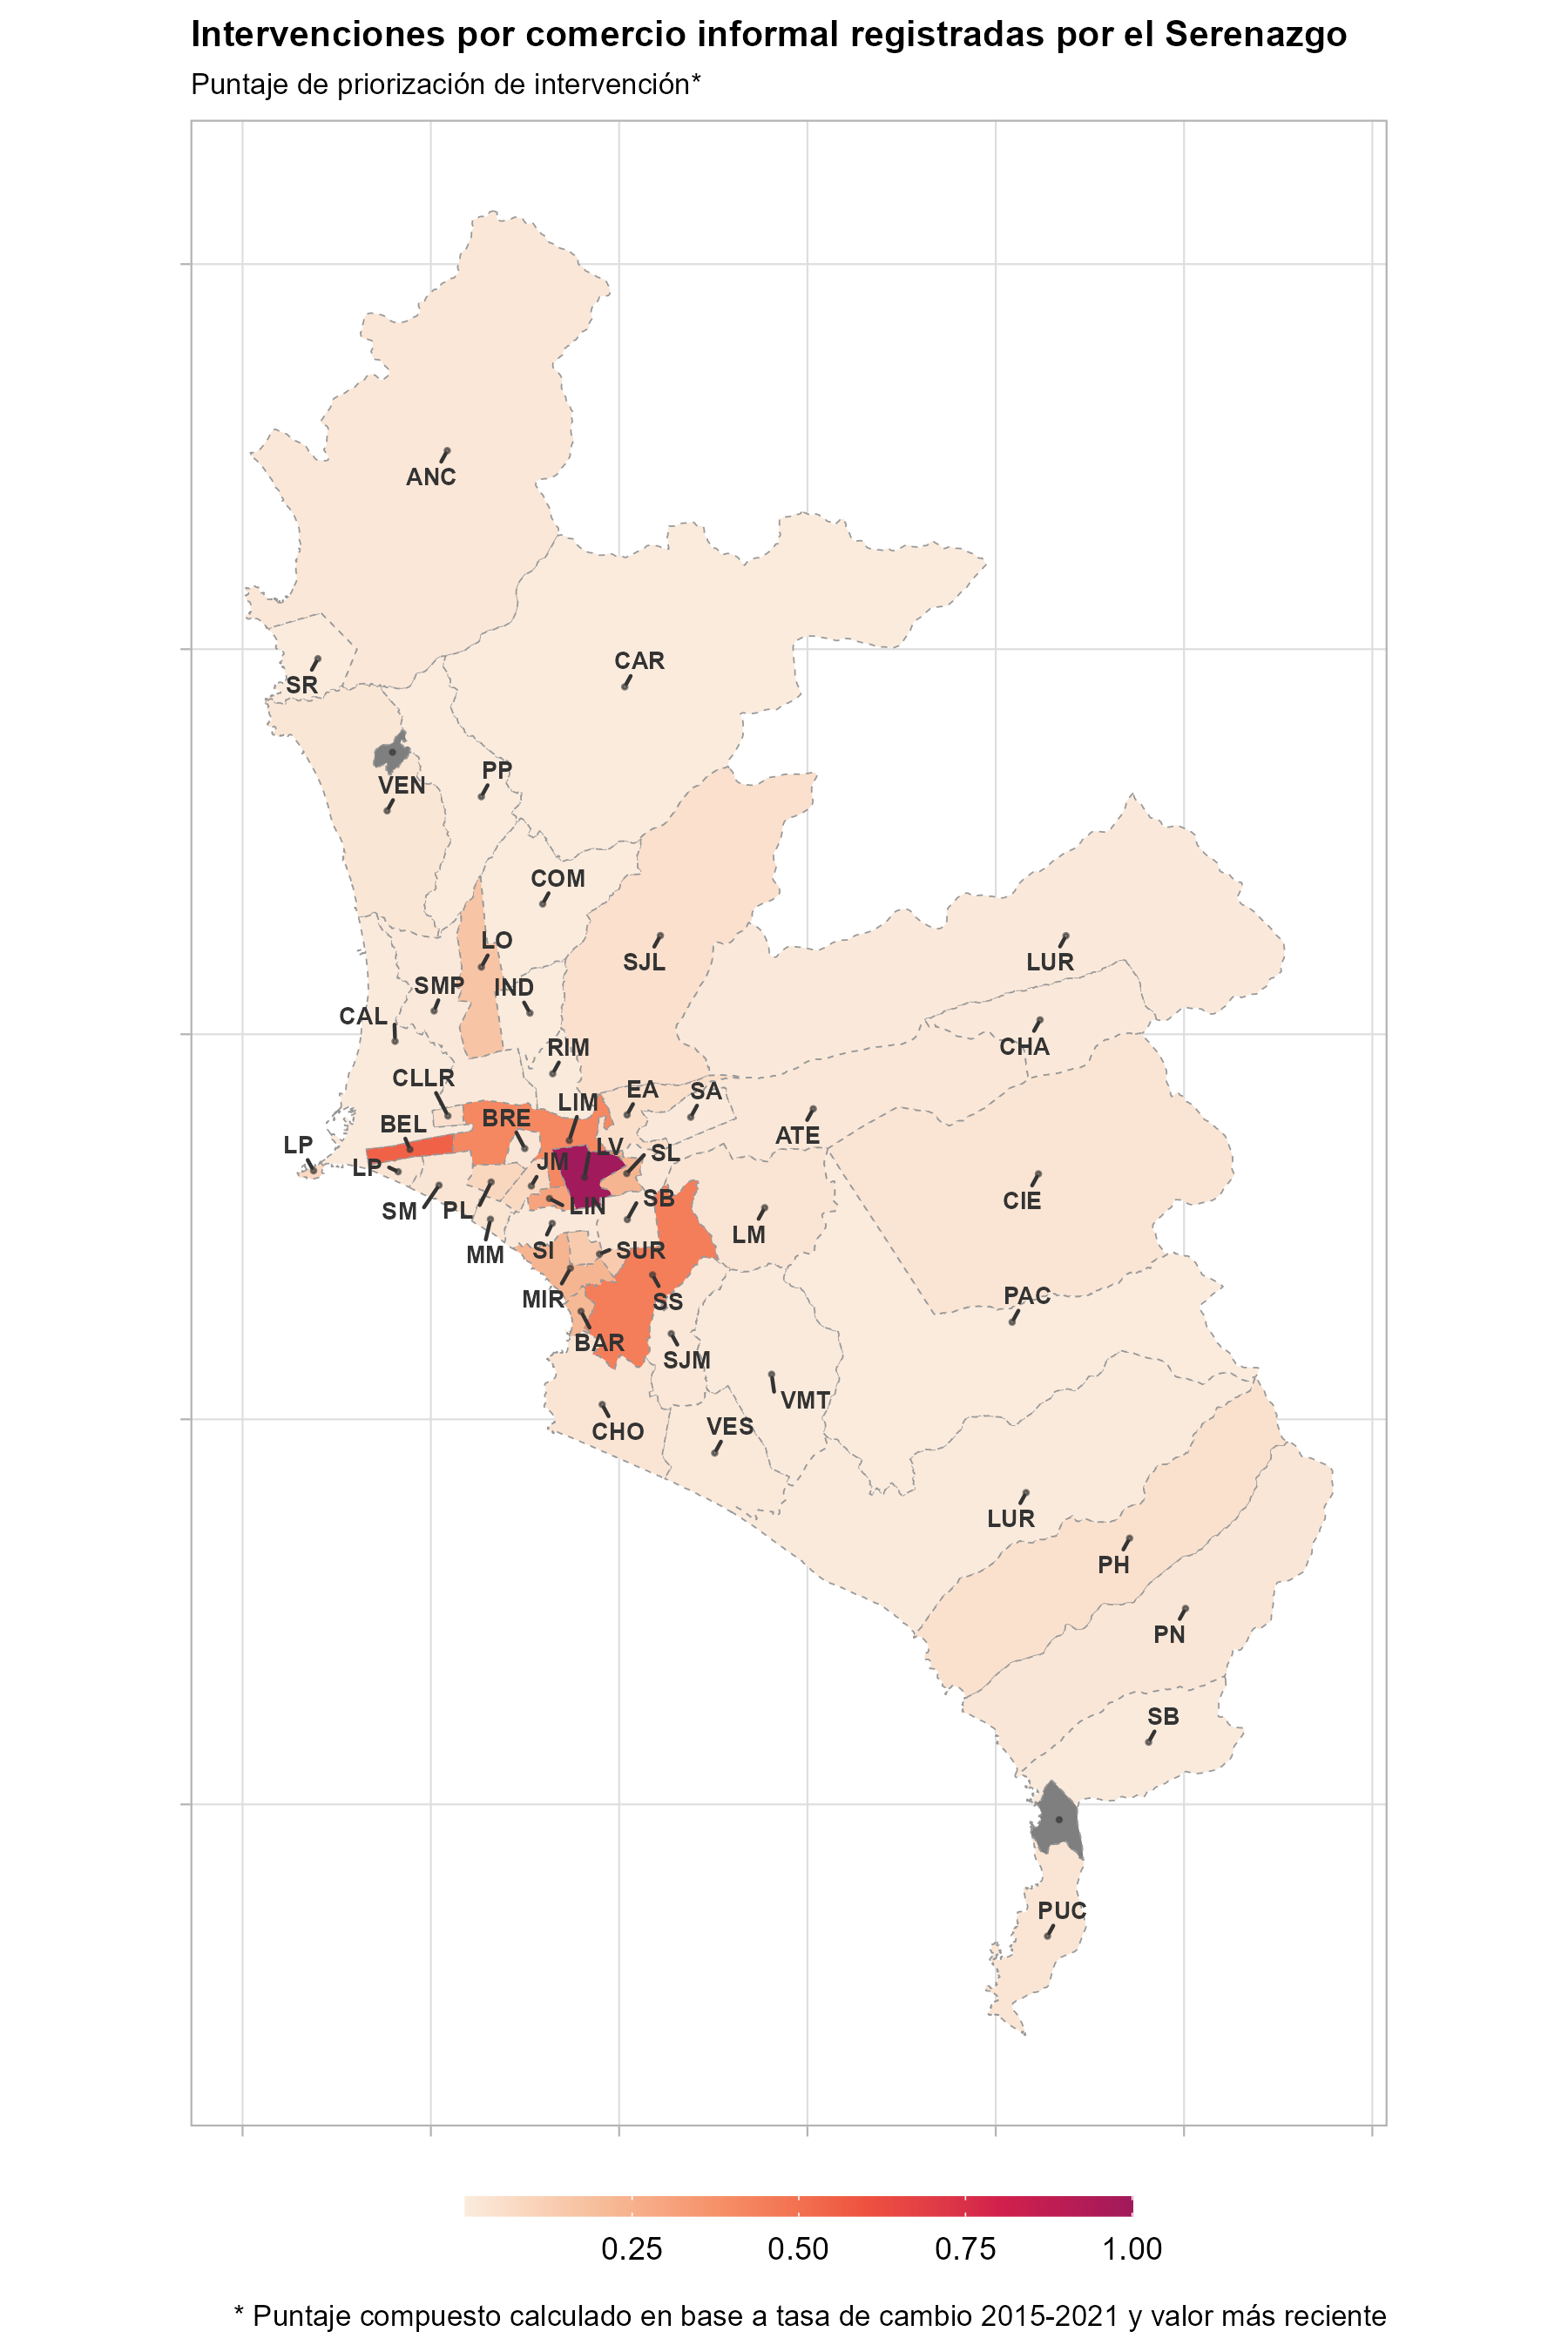 Intervenciones por comercio informal registradas por el Serenazgo
Puntaje de priorización de intervención*
ANC
CAR
SR
PP
VEN
COM
LO
SJL
LUR
SMP
IND
CAL
RIM
CHA
CLLR
EA
SA
LIM
BRE
BEL
ATE
LP
LV
SL
JM
LP
SB
CIE
SM
PL
LIN
LM
MM
SI
SUR
MIR
SS
PAC
BAR
SJM
VMT
CHO
VES
LUR
PH
PN
SB
PUC
0.25
0.50
0.75
1.00
* Puntaje compuesto calculado en base a tasa de cambio 2015-2021 y valor más reciente